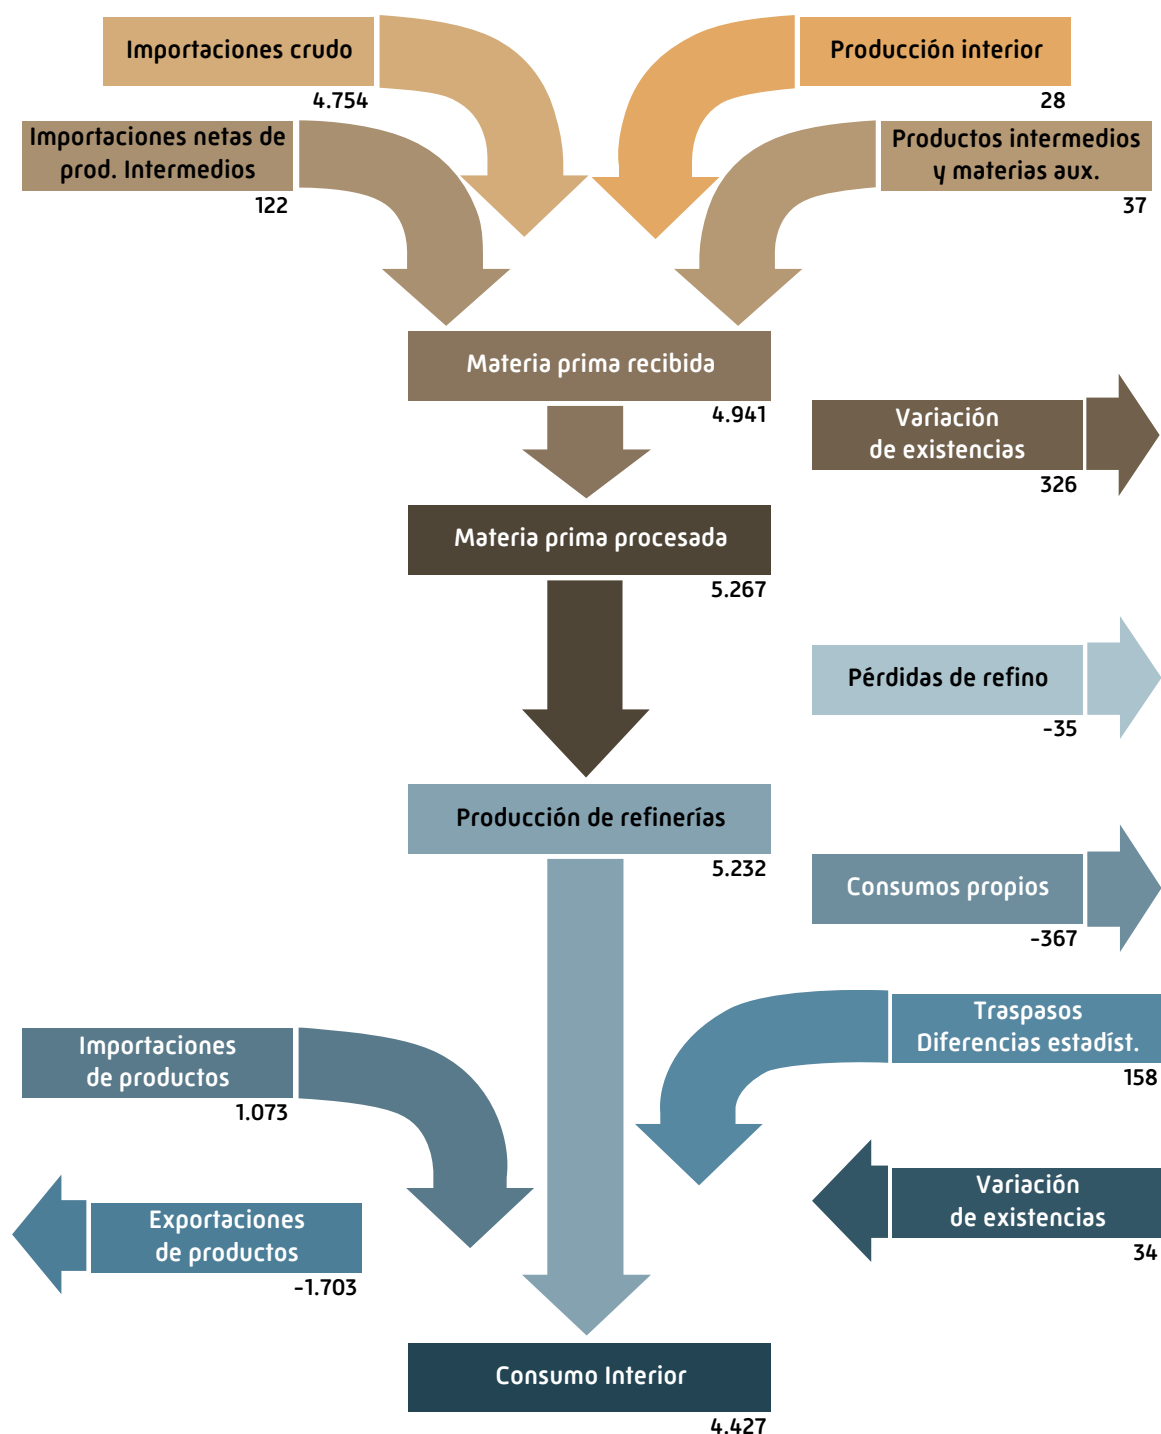 Importaciones crudo
4.754
Producción interior
28
Importaciones netas de
prod. Intermedios
122
Productos intermedios
y materias aux.
37
Materia prima recibida
4.941
Variación
de existencias
326
Materia prima procesada
5.267
Pérdidas de refino
-35
Producción de refinerías
5.232
Consumos propios
-367
Traspasos
Diferencias estadíst.
158
Importaciones
de productos
1.073
Variación
de existencias
34
Exportaciones
de productos
-1.703
Consumo Interior
4.427